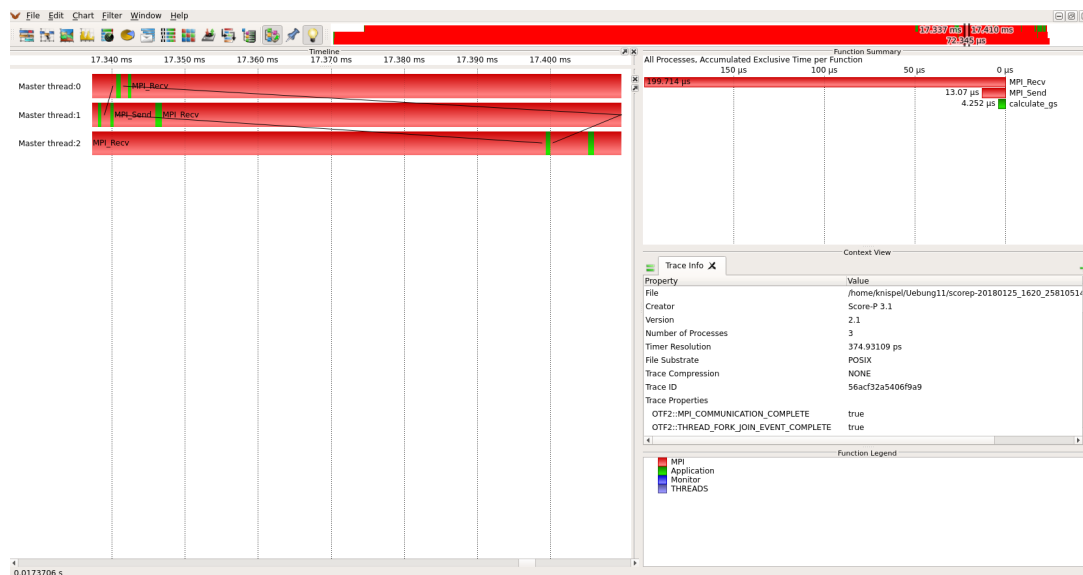 File Edit Chart Filter Window Help
17.337 ms 17.410 ms
72.345 µs
Timeline
17.340 ms 17.350 ms 17.360 ms 17.370 ms 17.380 ms 17.390 ms 17.400 ms
Master thread:0 MPI_Recv
Master thread:1 MPI_Send MPI_Recv
Master thread:2 MPI_Recv
Function Summary
All Processes, Accumulated Exclusive Time per Function
150 µs 100 µs 50 µs 0 µs
199.714 µs MPI_Recv
13.07 µs MPI_Send
4.252 µs calculate_gs
Context View
Trace Info
Property Value
File /home/knispel/Uebung11/scorep-20180125_1620_25810514
Creator Score-P 3.1
Version 2.1
Number of Processes 3
Timer Resolution 374.93109 ps
File Substrate POSIX
Trace Compression NONE
Trace ID 56acf32a5406f9a9
Trace Properties
OTF2::MPI_COMMUNICATION_COMPLETE true
OTF2::THREAD_FORK_JOIN_EVENT_COMPLETE true
Function Legend
MPI
Application
Monitor
THREADS
0.0173706 s